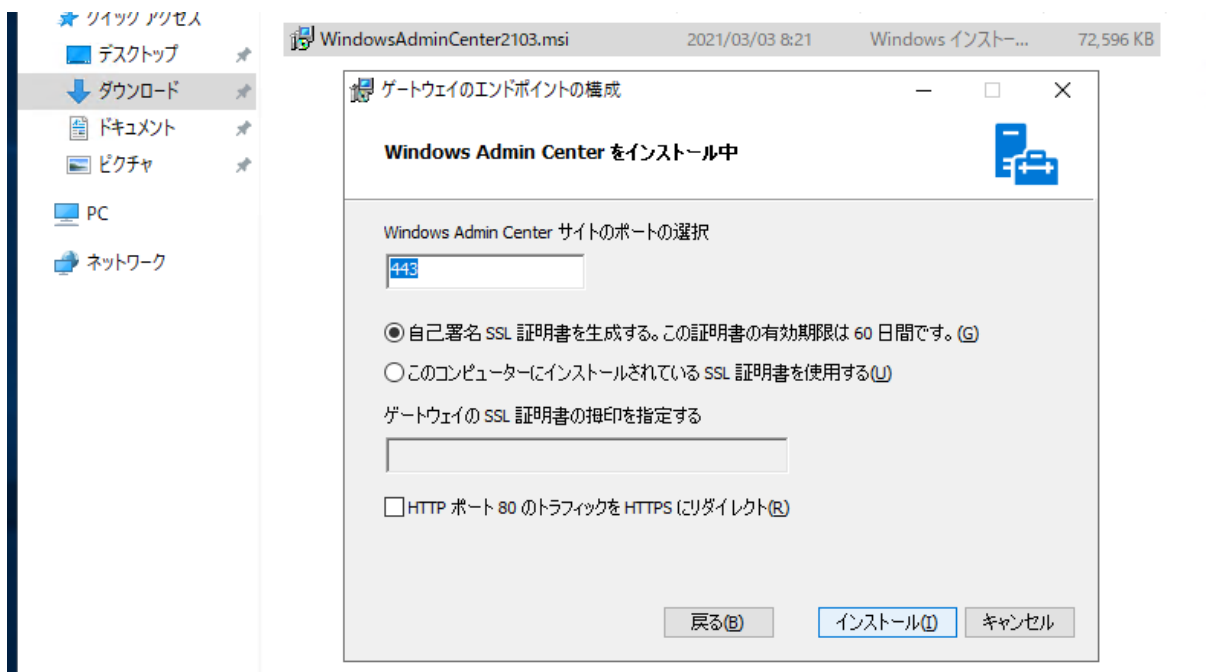 クイック アクセス
デスクトップ
ダウンロード
ドキュメント
ピクチャ
PC
ネットワーク
WindowsAdminCenter2103.msi 2021/03/03 8:21 Windows インストー... 72,596 KB
ゲートウェイのエンドポイントの構成
Windows Admin Center をインストール中
Windows Admin Center サイトのポートの選択
443
自己署名 SSL 証明書を生成する。この証明書の有効期限は 60 日間です。(G)
このコンピューターにインストールされている SSL 証明書を使用する(U)
ゲートウェイの SSL 証明書の拇印を指定する
HTTP ポート 80 のトラフィックを HTTPS にリダイレクト(R)
戻る(B) インストール(I) キャンセル